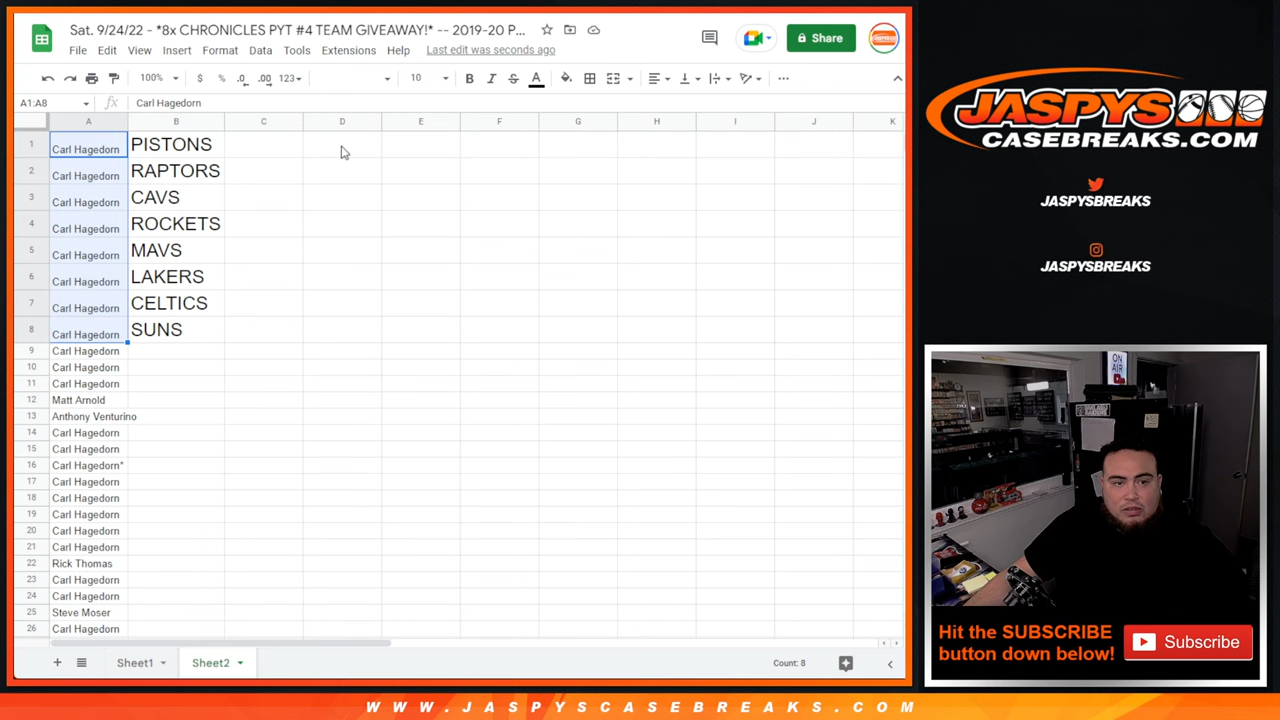 Sat. 9/24/22 - *8x CHRONICLES PYT #4 TEAM GIVEAWAY!* -- 2019-20 P...
File Edit View Insert Format Data Tools Extensions Help Last edit was seconds ago
Share
100% $ % .0 .00 123 10 B I S A
A1:A8 fx Carl Hagedorn
A B C D E F G H I J K
1 Carl Hagedorn PISTONS
2 Carl Hagedorn RAPTORS
3 Carl Hagedorn CAVS
4 Carl Hagedorn ROCKETS
5 Carl Hagedorn MAVS
6 Carl Hagedorn LAKERS
7 Carl Hagedorn CELTICS
8 Carl Hagedorn SUNS
9 Carl Hagedorn
10 Carl Hagedorn
11 Carl Hagedorn
12 Matt Arnold
13 Anthony Venturino
14 Carl Hagedorn
15 Carl Hagedorn
16 Carl Hagedorn*
17 Carl Hagedorn
18 Carl Hagedorn
19 Carl Hagedorn
20 Carl Hagedorn
21 Carl Hagedorn
22 Rick Thomas
23 Carl Hagedorn
24 Carl Hagedorn
25 Steve Moser
26 Carl Hagedorn
Sheet1 Sheet2 Count: 8
JASPYS
CASEBREAKS.COM
JASPYSBREAKS
JASPYSBREAKS
ON
AIR
Hit the SUBSCRIBE
button down below!
Subscribe
WWW.JASPYSCASEBREAKS.COM